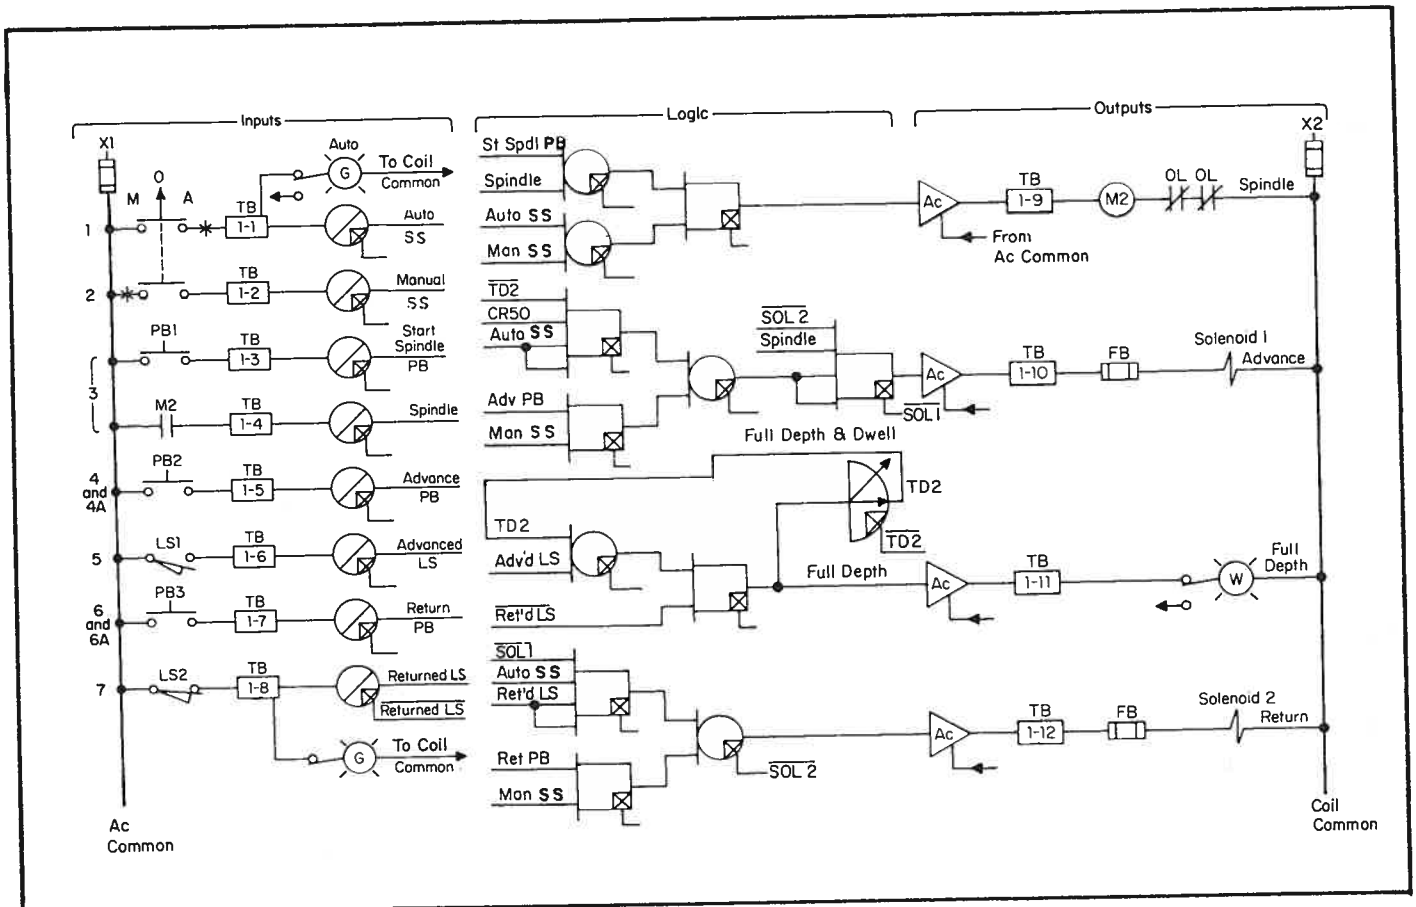 Inputs
Logic
Outputs
X1
X2
Auto
G
To Coil
Common
O
M
A
1
TB
1-1
Auto
SS
2
TB
1-2
Manual
SS
PB1
TB
1-3
Start
Spindle
PB
3
M2
TB
1-4
Spindle
4
and
4A
PB2
TB
1-5
Advance
PB
5
LS1
TB
1-6
Advanced
LS
6
and
6A
PB3
TB
1-7
Return
PB
7
LS2
TB
1-8
Returned LS
Returned LS
G
To Coil
Common
Ac
Common
St Spdl PB
Spindle
Auto SS
Man SS
Ac
From
Ac Common
TB
1-9
M2
OL OL
Spindle
TD2
CR50
Auto SS
Adv PB
Man SS
SOL 2
Spindle
SOL 1
Ac
TB
1-10
FB
Solenoid 1
Advance
Full Depth & Dwell
TD2
TD2
TD2
Adv'd LS
Ret'd LS
Full Depth
Ac
TB
1-11
W
Full
Depth
SOL 1
Auto SS
Ret'd LS
Ret PB
Man SS
SOL 2
Ac
TB
1-12
FB
Solenoid 2
Return
Coil
Common